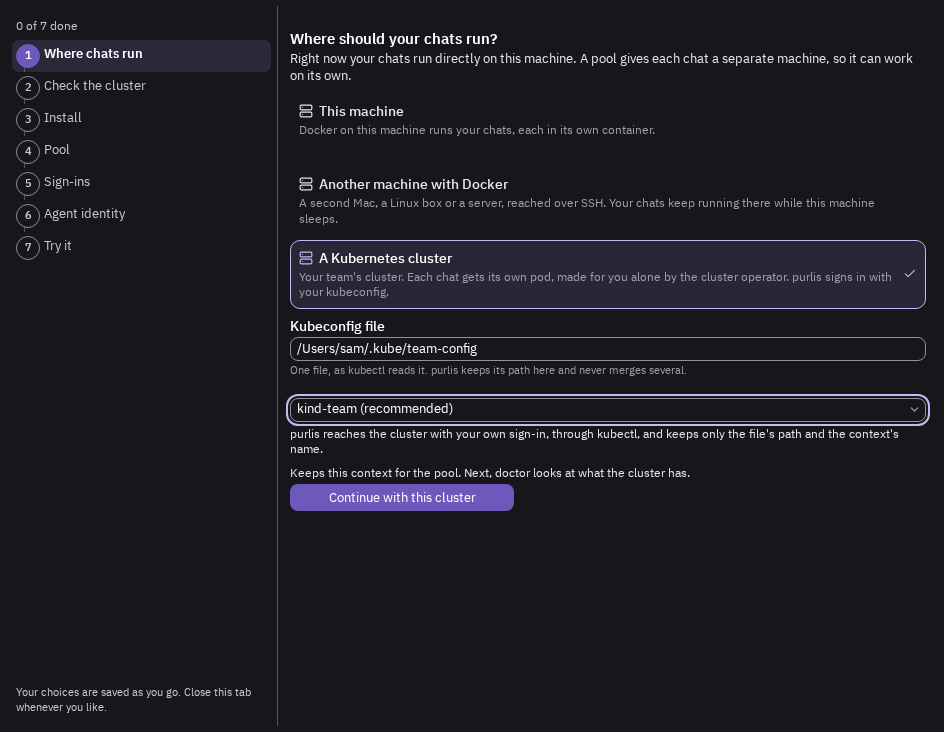 0 of 7 done
1 Where chats run
2 Check the cluster
3 Install
4 Pool
5 Sign-ins
6 Agent identity
7 Try it
Your choices are saved as you go. Close this tab
whenever you like.
Where should your chats run?
Right now your chats run directly on this machine. A pool gives each chat a separate machine, so it can work
on its own.
This machine
Docker on this machine runs your chats, each in its own container.
Another machine with Docker
A second Mac, a Linux box or a server, reached over SSH. Your chats keep running there while this machine
sleeps.
A Kubernetes cluster
Your team's cluster. Each chat gets its own pod, made for you alone by the cluster operator. purlis signs in with
your kubeconfig.
Kubeconfig file
/Users/sam/.kube/team-config
One file, as kubectl reads it. purlis keeps its path here and never merges several.
kind-team (recommended)
purlis reaches the cluster with your own sign-in, through kubectl, and keeps only the file's path and the context's
name.
Keeps this context for the pool. Next, doctor looks at what the cluster has.
Continue with this cluster